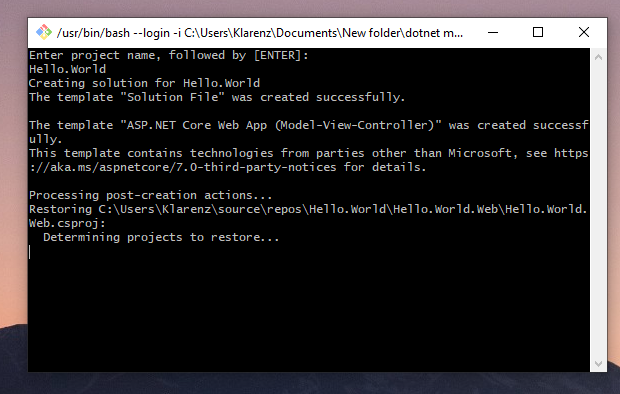 /usr/bin/bash --login -i C:\Users\Klarenz\Documents\New folder\dotnet m...
Enter project name, followed by [ENTER]:
Hello.World
Creating solution for Hello.World
The template "Solution File" was created successfully.
The template "ASP.NET Core Web App (Model-View-Controller)" was created successf
ully.
This template contains technologies from parties other than Microsoft, see https
://aka.ms/aspnetcore/7.0-third-party-notices for details.
Processing post-creation actions...
Restoring C:\Users\Klarenz\source\repos\Hello.World\Hello.World.Web\Hello.World.
Web.csproj:
  Determining projects to restore...